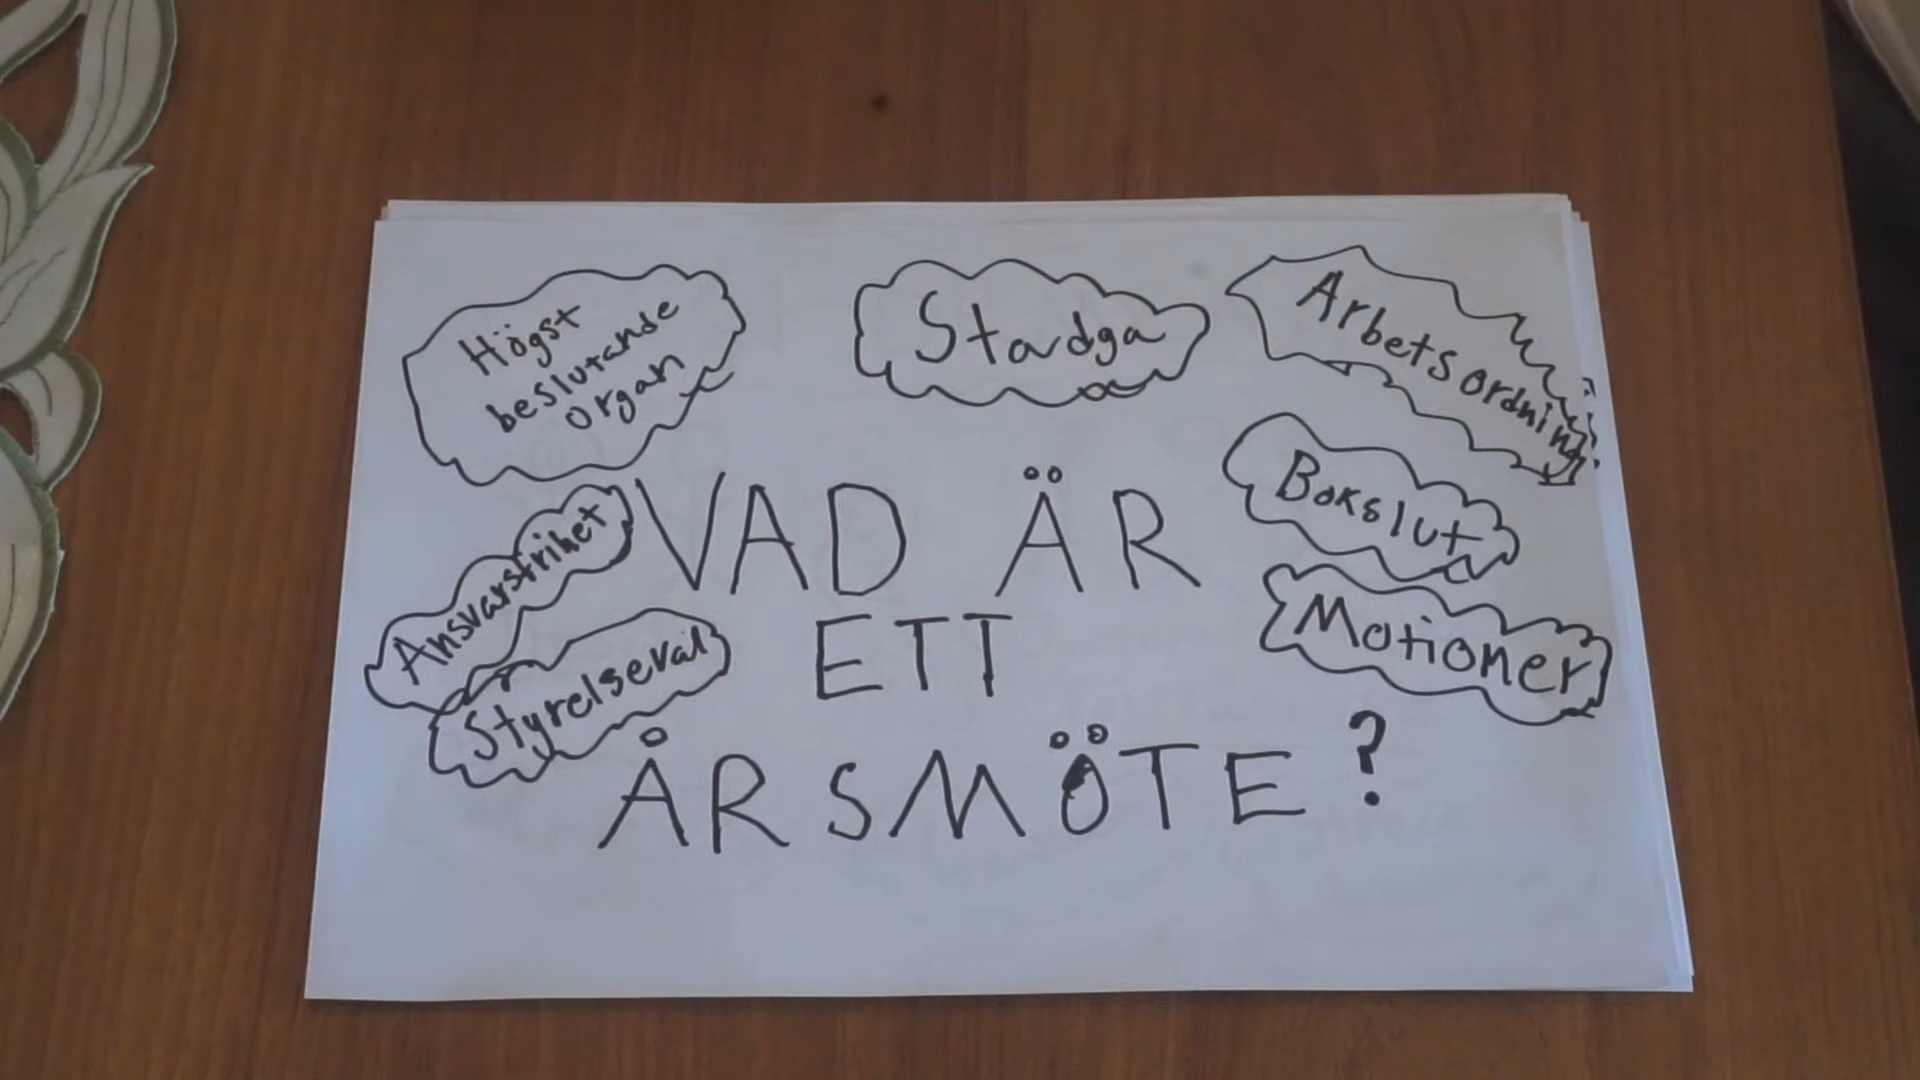 Högst
beslutande
organ
Stadga
Arbetsordning
Bokslut
Motioner
Ansvarsfrihet
Styrelseval
VAD ÄR
ETT
ÅRSMÖTE?